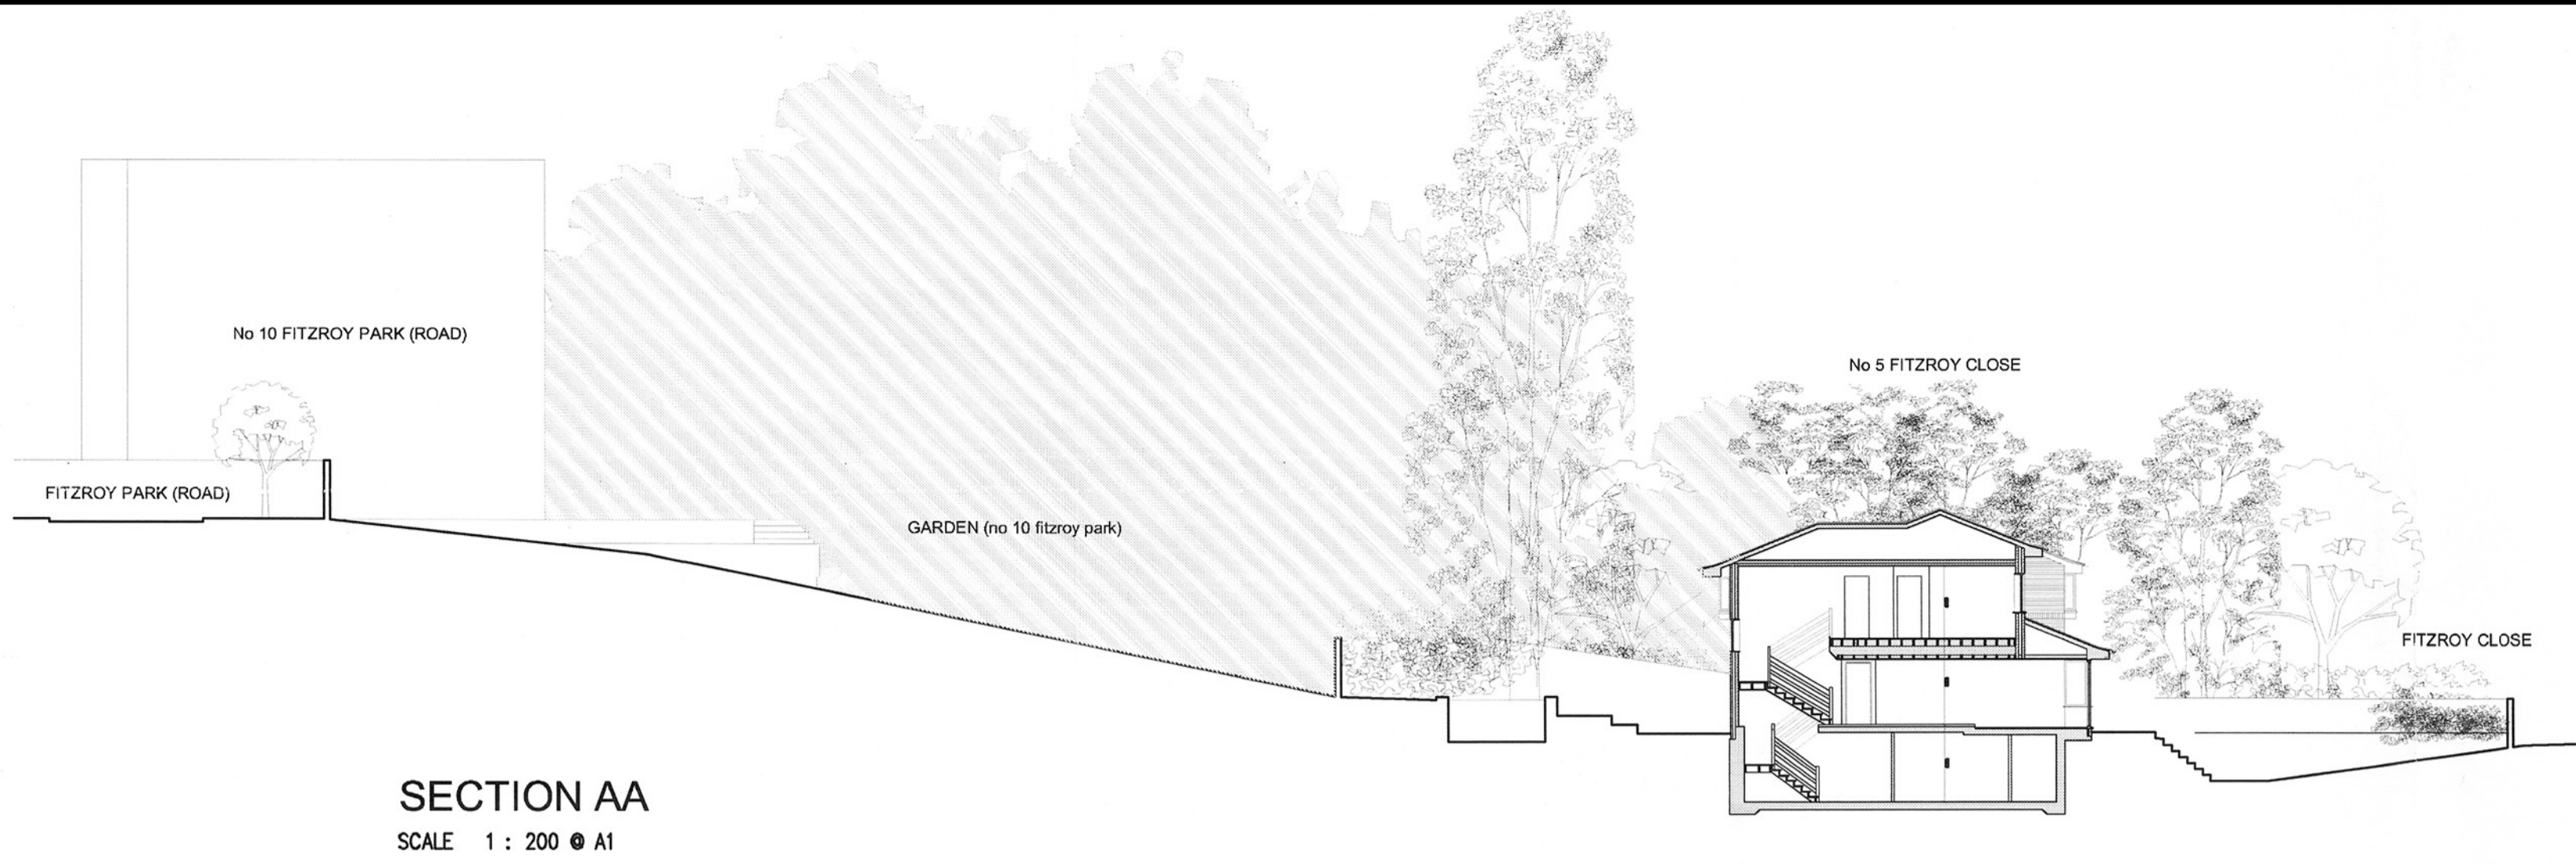 No 10 FITZROY PARK (ROAD)
No 5 FITZROY CLOSE
FITZROY PARK (ROAD)
GARDEN (no 10 fitzroy park)
FITZROY CLOSE
SECTION AA
SCALE 1 : 200 @ A1